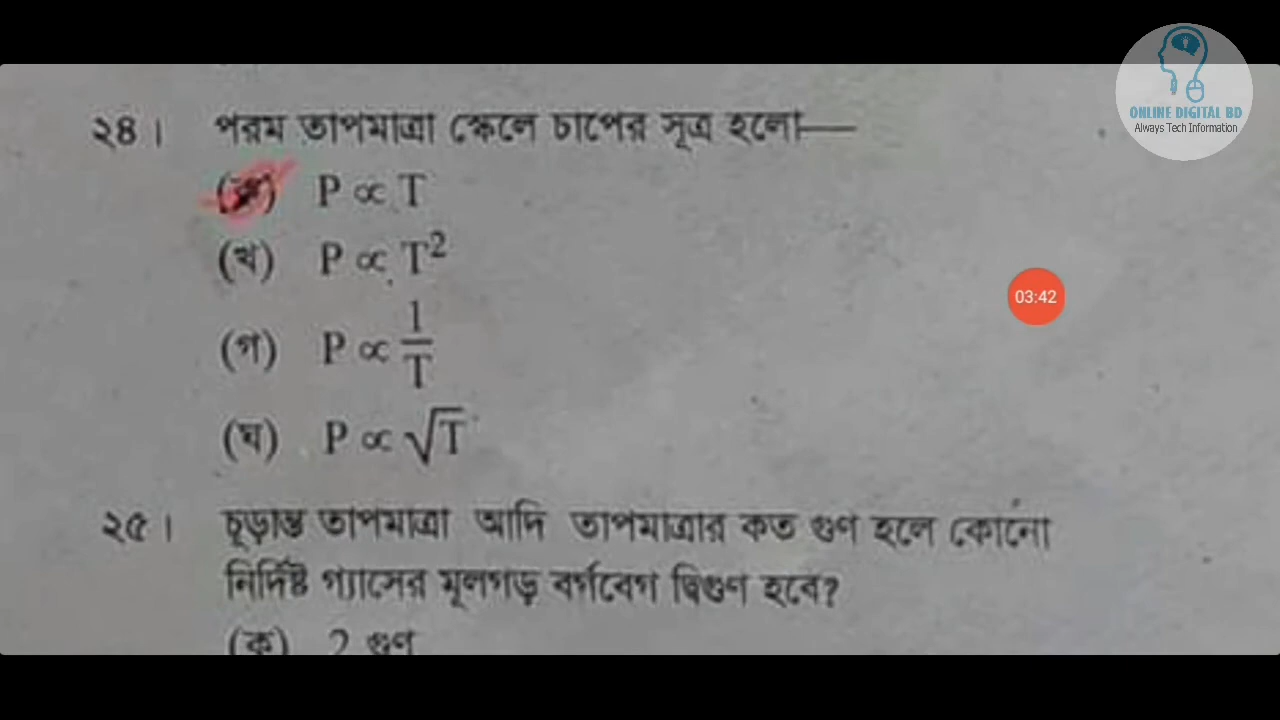 ONLINE DIGITAL BD
Always Tech Information
২৪। পরম তাপমাত্রা স্কেলে চাপের সূত্র হলো—
(ক) P ∝ T
(খ) P ∝ T²
03:42
(গ) P ∝ 1/T
(ঘ) P ∝ √T
২৫। চূড়ান্ত তাপমাত্রা আদি তাপমাত্রার কত গুণ হলে কোনো
নির্দিষ্ট গ্যাসের মূলগড় বর্গবেগ দ্বিগুণ হবে?
(ক) 2 গুণ